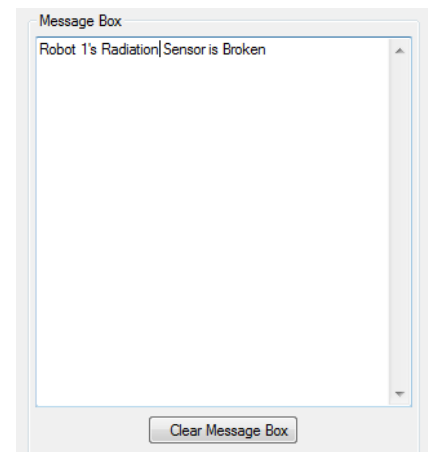 Message Box
Robot 1's Radiation Sensor is Broken
Clear Message Box